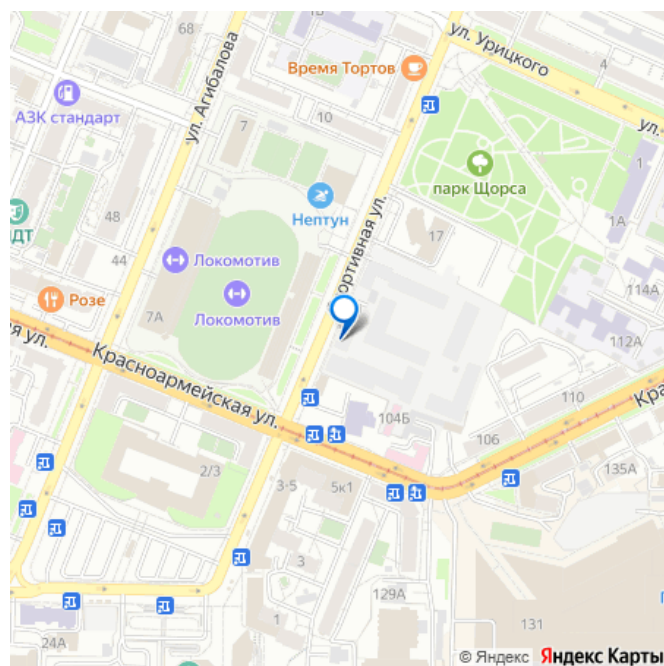 68
ул. Урицкого
4
Время Тортов
АЗК стандарт
ул. Агибалова
7
10
ул.
1
парк Щорса
Нептун
1А
48
ДТ
17
44
Локомотив
ортивная ул.
Локомотив
114А
Розе
7А
112А
ая ул.
Красноармейская ул.
110
Кра
104Б
106
2/3
135А
3-5
5к1
3
129А
1
131
24А
П
© Яндекс Яндекс Карты